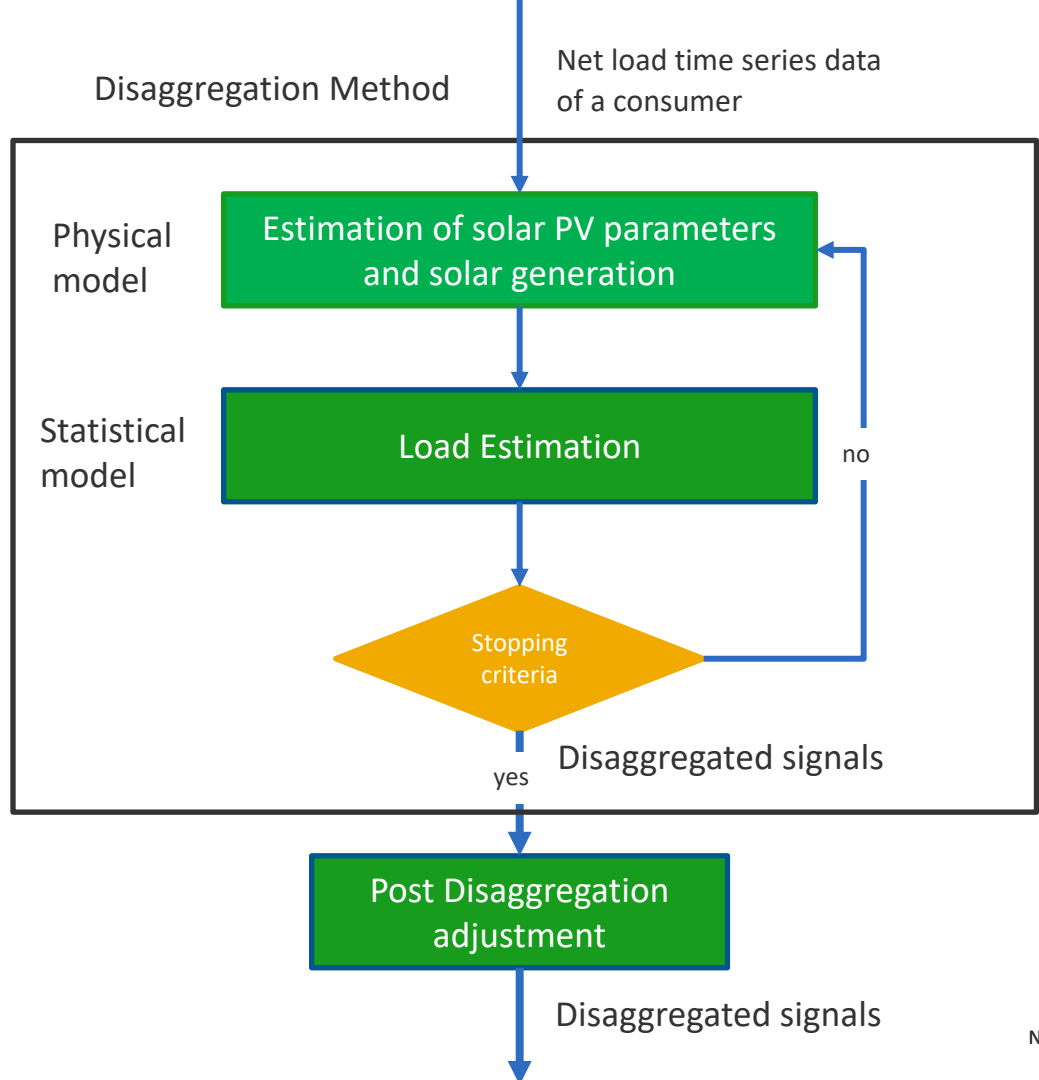 Net load time series data
of a consumer
Disaggregation Method
Estimation of solar PV parameters
and solar generation
Physical
model
Load Estimation
Statistical
model
no
Stopping
criteria
Disaggregated signals
yes
Post Disaggregation
adjustment
Disaggregated signals
N